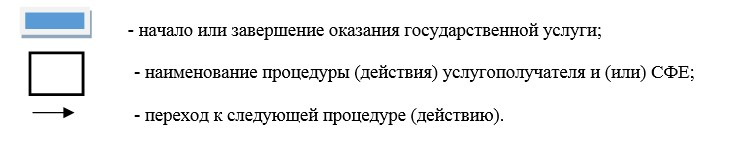 - начало или завершение оказания государственной услуги;
- наименование процедуры (действия) услугополучателя и (или) СФЕ;
- переход к следующей процедуре (действию).